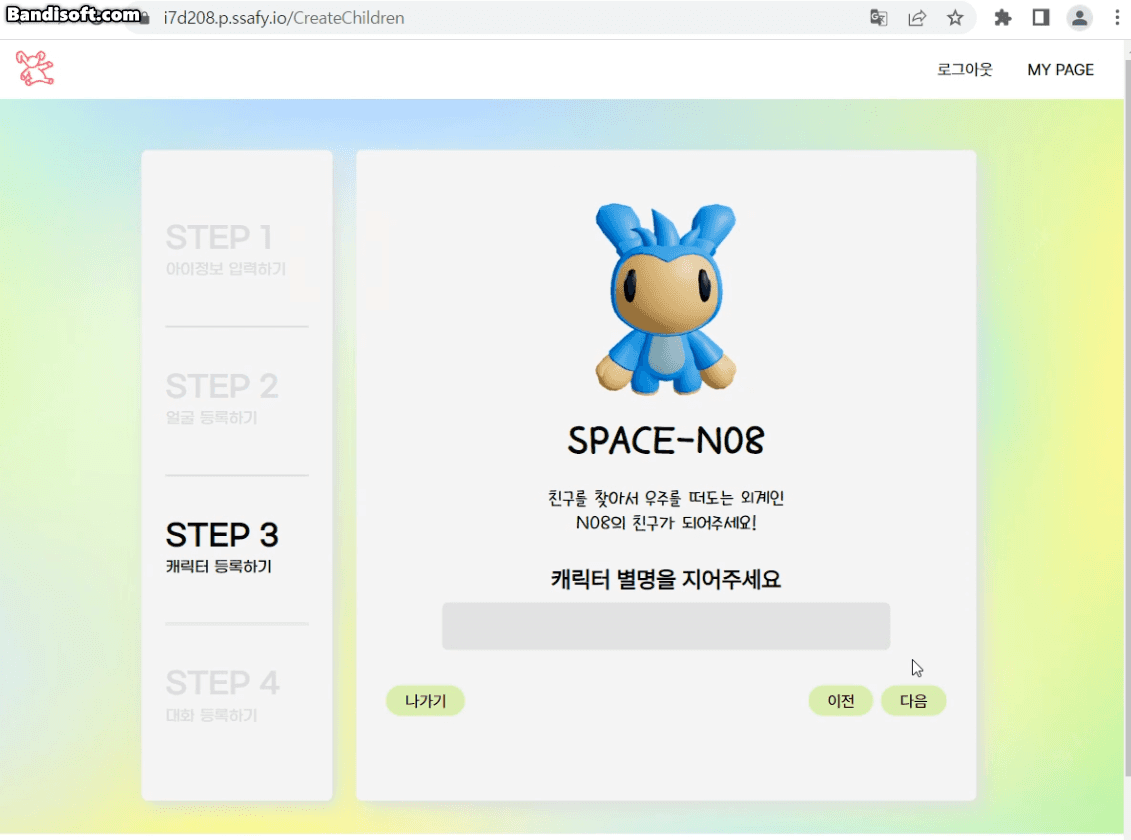 Bandisoft.com
i7d208.p.ssafy.io/CreateChildren
로그아웃 MY PAGE
STEP 1
아이정보 입력하기
STEP 2
얼굴 등록하기
STEP 3
캐릭터 등록하기
STEP 4
대화 등록하기
SPACE-N08
친구를 찾아서 우주를 떠도는 외계인
N08의 친구가 되어주세요!
캐릭터 별명을 지어주세요
나가기
이전 다음